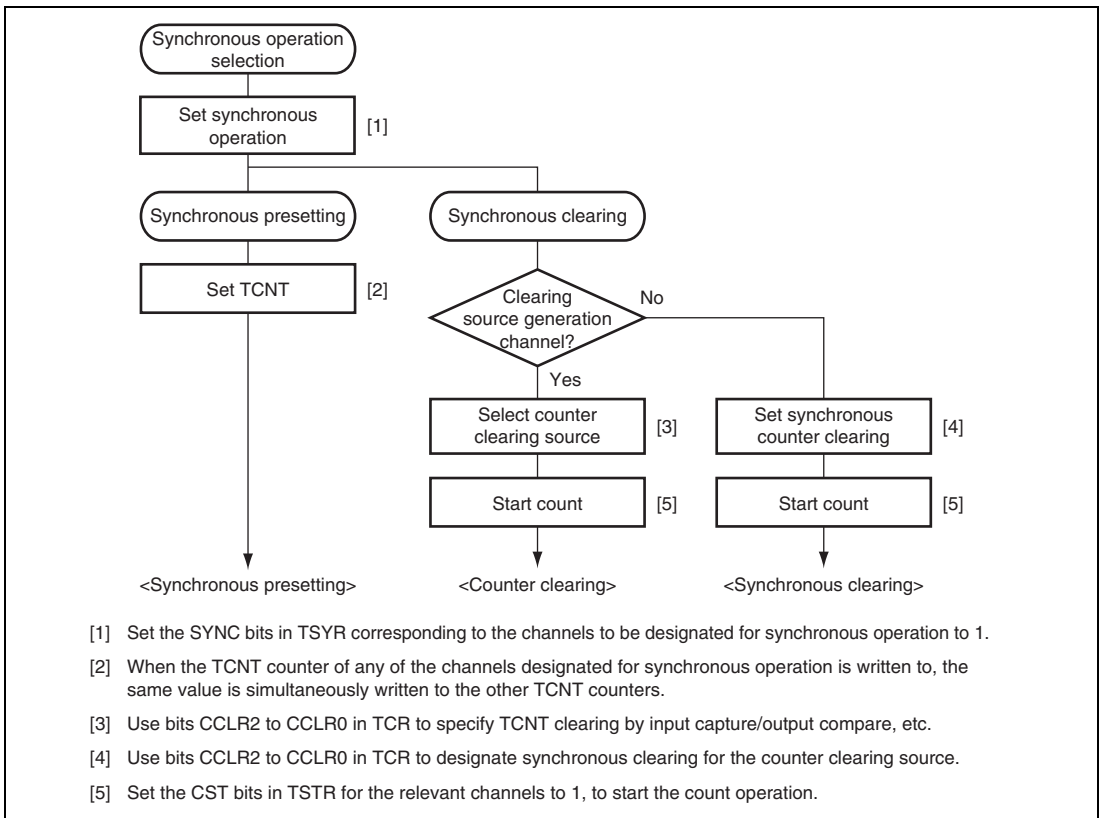 Synchronous operation
selection
Set synchronous
operation
[1]
Synchronous presetting
Synchronous clearing
Set TCNT
[2]
Clearing
source generation
channel?
No
Yes
Select counter
clearing source
[3]
Set synchronous
counter clearing
[4]
Start count
[5]
Start count
[5]
<Synchronous presetting>
<Counter clearing>
<Synchronous clearing>
[1] Set the SYNC bits in TSYR corresponding to the channels to be designated for synchronous operation to 1.
[2] When the TCNT counter of any of the channels designated for synchronous operation is written to, the
same value is simultaneously written to the other TCNT counters.
[3] Use bits CCLR2 to CCLR0 in TCR to specify TCNT clearing by input capture/output compare, etc.
[4] Use bits CCLR2 to CCLR0 in TCR to designate synchronous clearing for the counter clearing source.
[5] Set the CST bits in TSTR for the relevant channels to 1, to start the count operation.